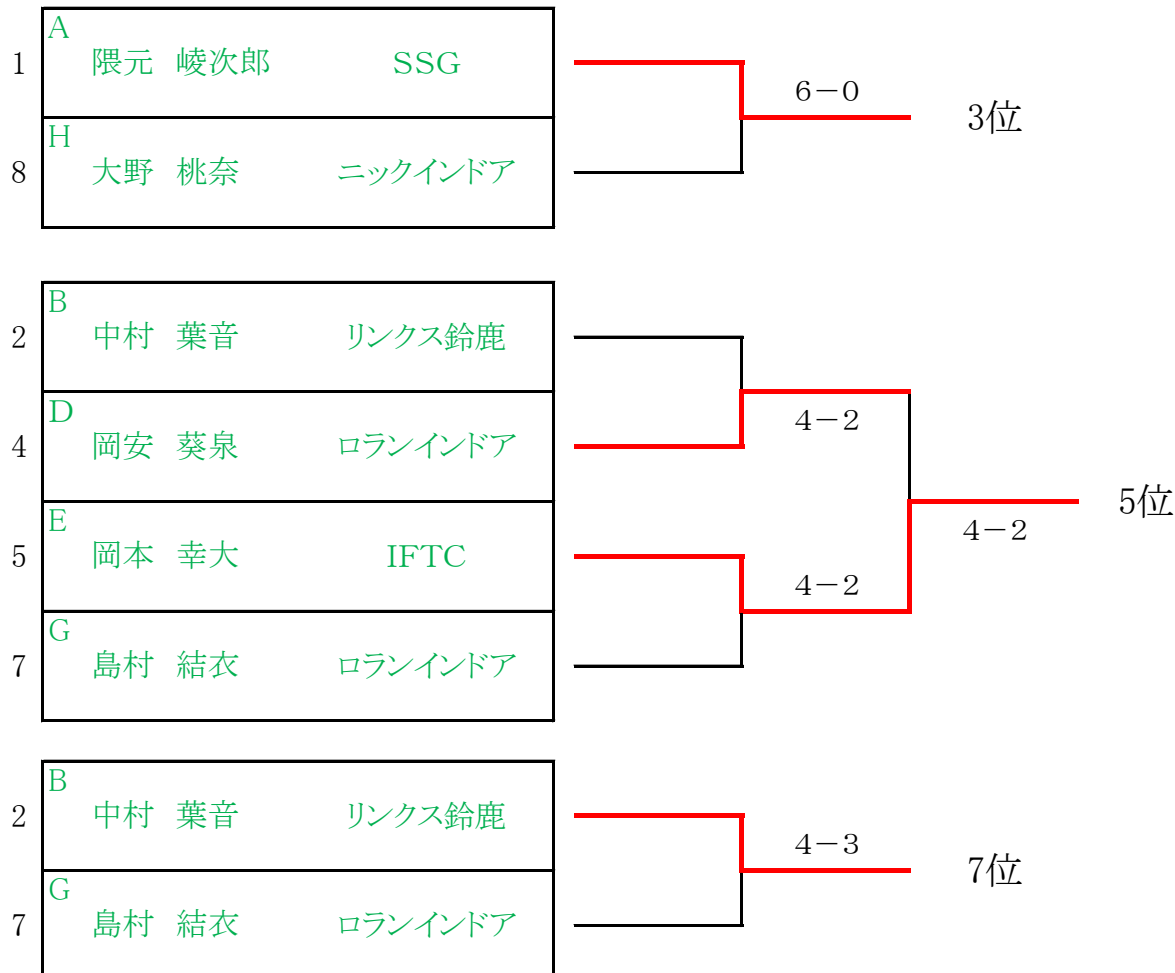 A
1 隈元 崚次郎 SSG
6－0
3位
H
8 大野 桃奈 ニックインドア
B
2 中村 葉音 リンクス鈴鹿
D
4 岡安 葵泉 ロランインドア
4－2
E
5 岡本 幸大 IFTC
4－2
4－2
5位
G
7 島村 結衣 ロランインドア
B
2 中村 葉音 リンクス鈴鹿
4－3
7位
G
7 島村 結衣 ロランインドア